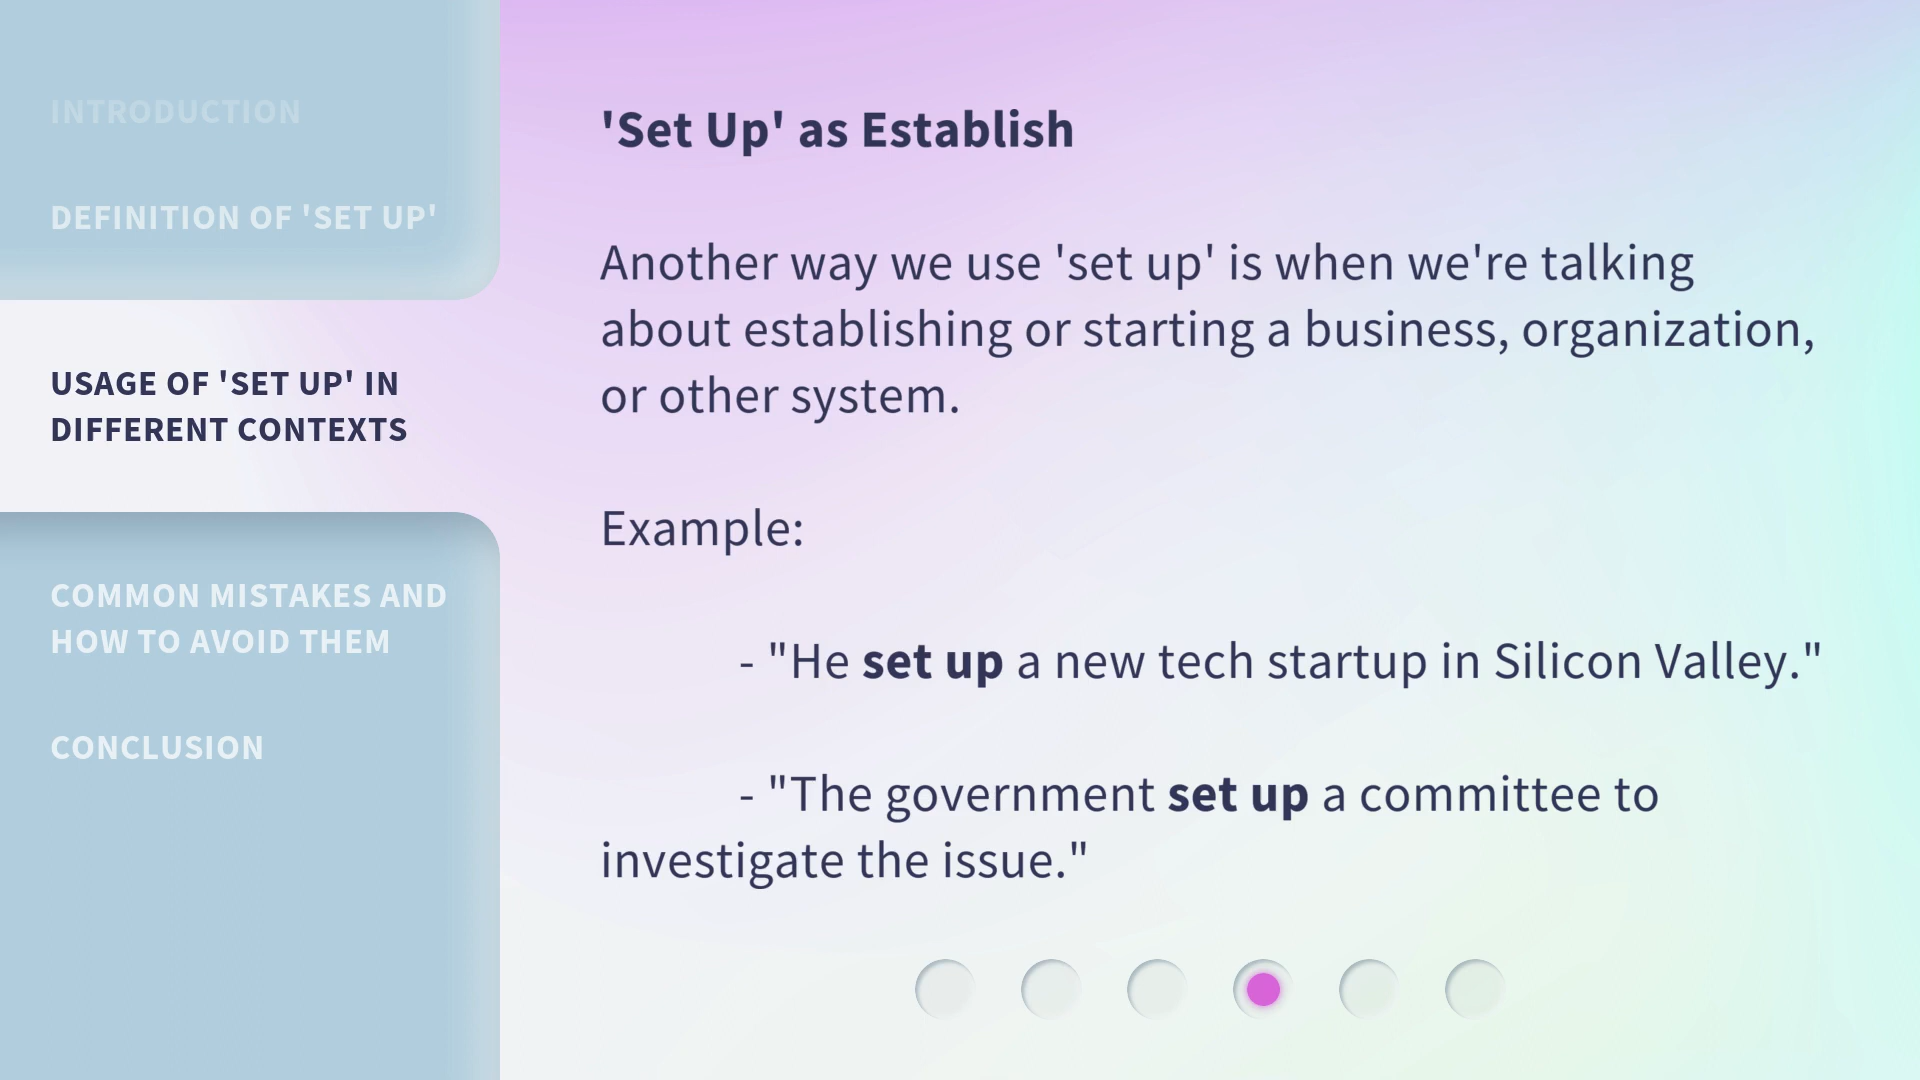 INTRODUCTION
DEFINITION OF 'SET UP'
USAGE OF 'SET UP' IN
DIFFERENT CONTEXTS
COMMON MISTAKES AND
HOW TO AVOID THEM
CONCLUSION
'Set Up' as Establish
Another way we use 'set up' is when we're talking
about establishing or starting a business, organization,
or other system.
Example:
- "He set up a new tech startup in Silicon Valley."
- "The government set up a committee to
investigate the issue."